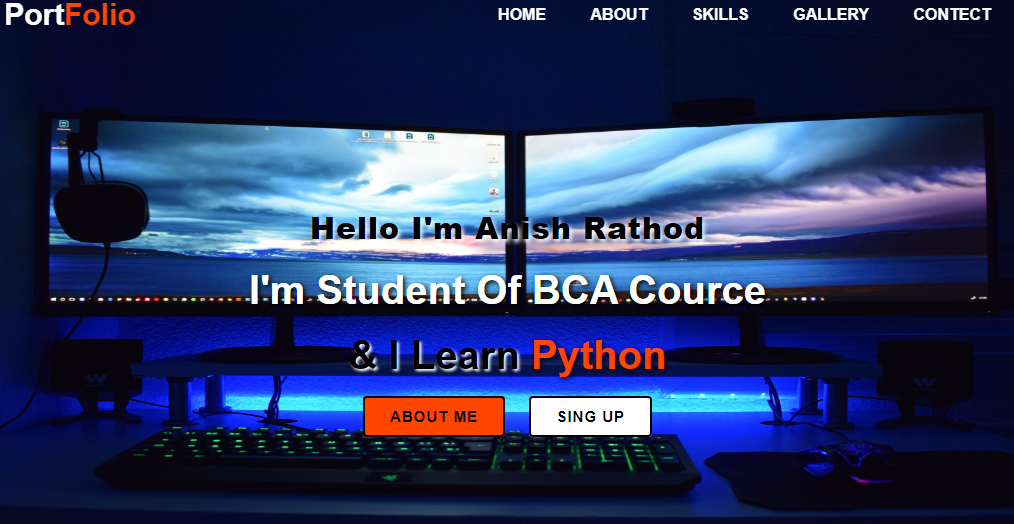 PortFolio
HOME ABOUT SKILLS GALLERY CONTECT
Hello I'm Anish Rathod
I'm Student Of BCA Cource
& I Learn Python
ABOUT ME SING UP